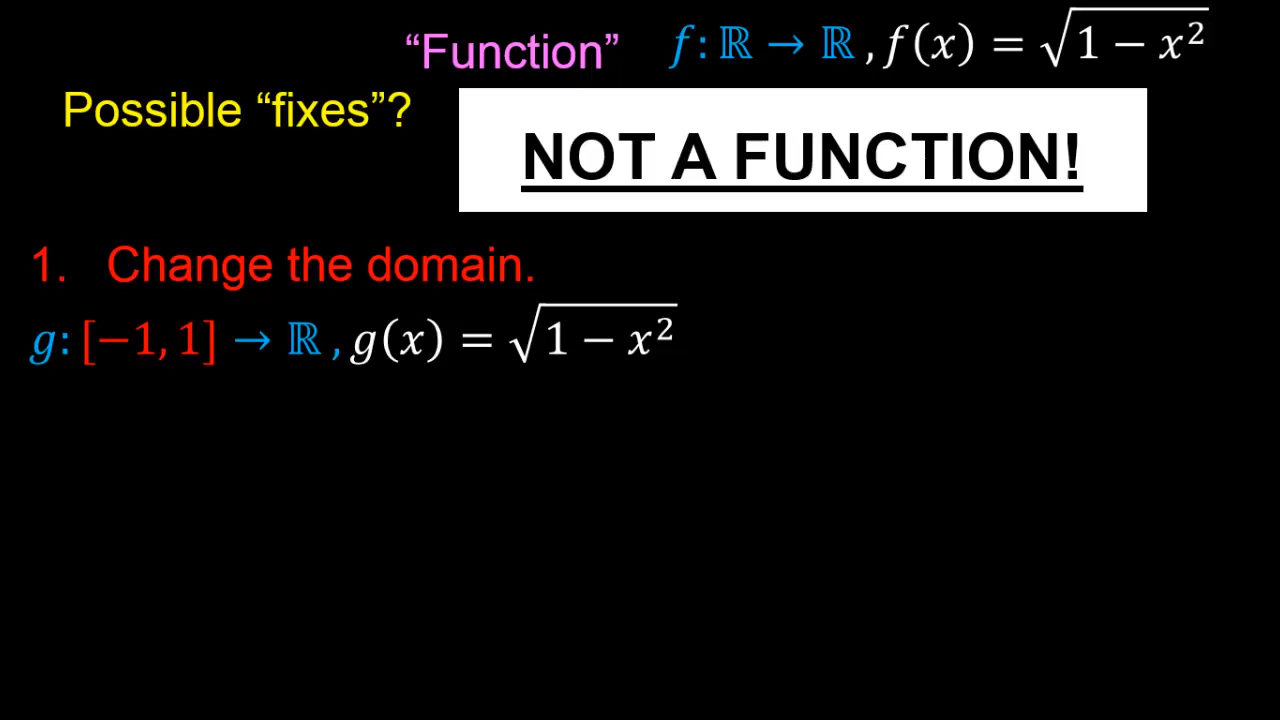 “Function” f: ℝ → ℝ , f(x) = √(1 − x²)
Possible “fixes”?
NOT A FUNCTION!
1. Change the domain.
g: [−1, 1] → ℝ , g(x) = √(1 − x²)